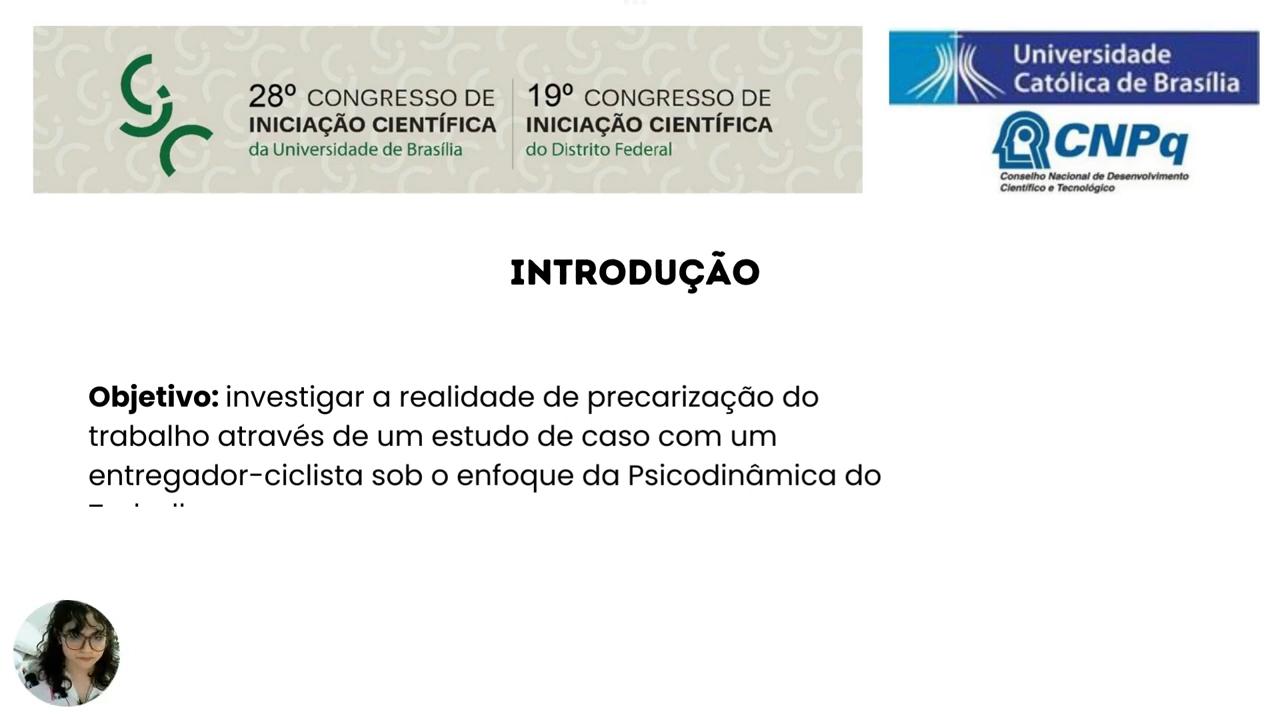 28º CONGRESSO DE
INICIAÇÃO CIENTÍFICA
da Universidade de Brasília
19º CONGRESSO DE
INICIAÇÃO CIENTÍFICA
do Distrito Federal
Universidade
Católica de Brasília
CNPq
Conselho Nacional de Desenvolvimento
Científico e Tecnológico
INTRODUÇÃO
Objetivo: investigar a realidade de precarização do
trabalho através de um estudo de caso com um
entregador-ciclista sob o enfoque da Psicodinâmica do